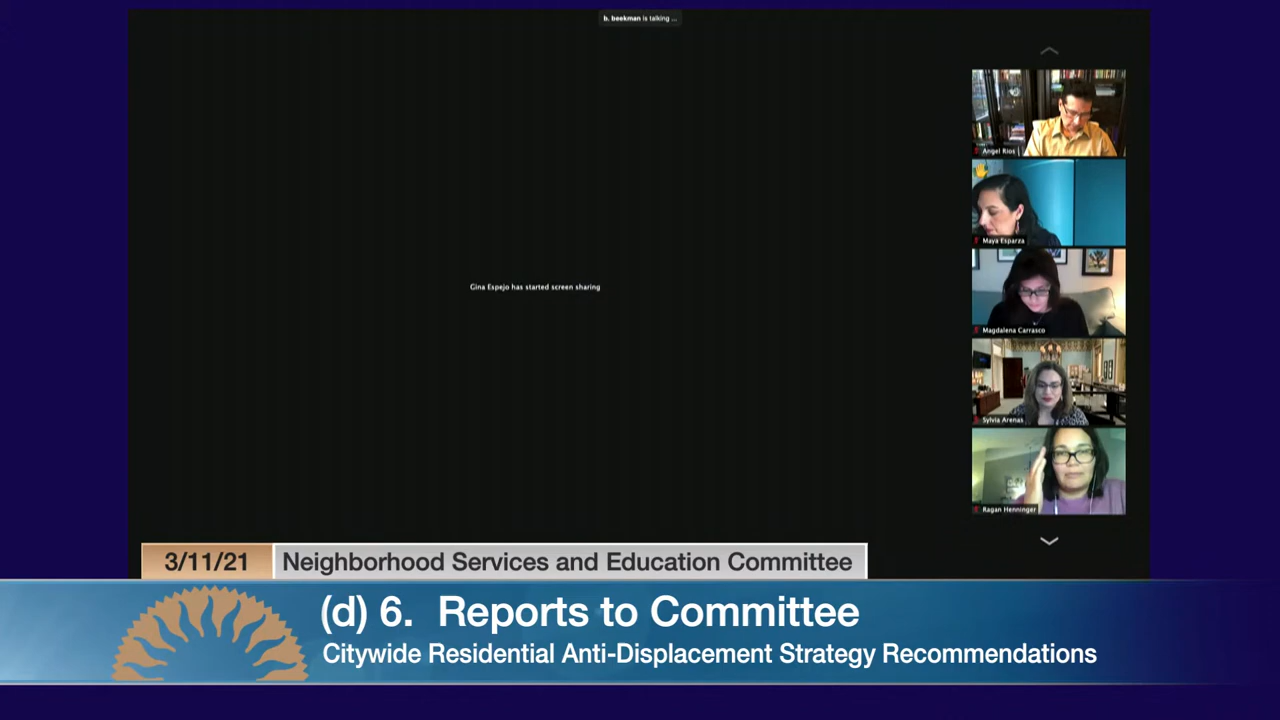 b. beekman is talking ...
Gina Espejo has started screen sharing
Angel Rios
Maya Esparza
Magdalena Carrasco
Sylvia Arenas
Ragan Henninger
3/11/21
Neighborhood Services and Education Committee
(d) 6. Reports to Committee
Citywide Residential Anti-Displacement Strategy Recommendations